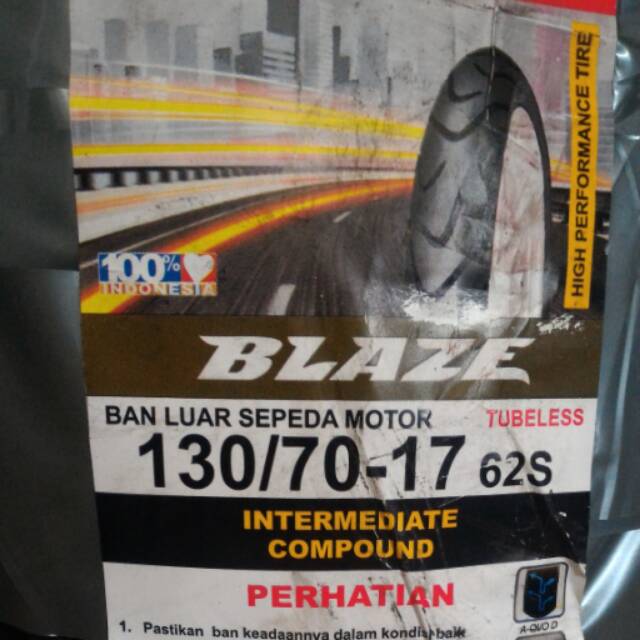 HIGH PERFORMANCE TIRE
100%
INDONESIA
BLAZE
BAN LUAR SEPEDA MOTOR TUBELESS
130/70-17 62S
INTERMEDIATE
COMPOUND
PERHATIAN
A-DUO D
1. Pastikan ban keadaannya dalam kondisi baik